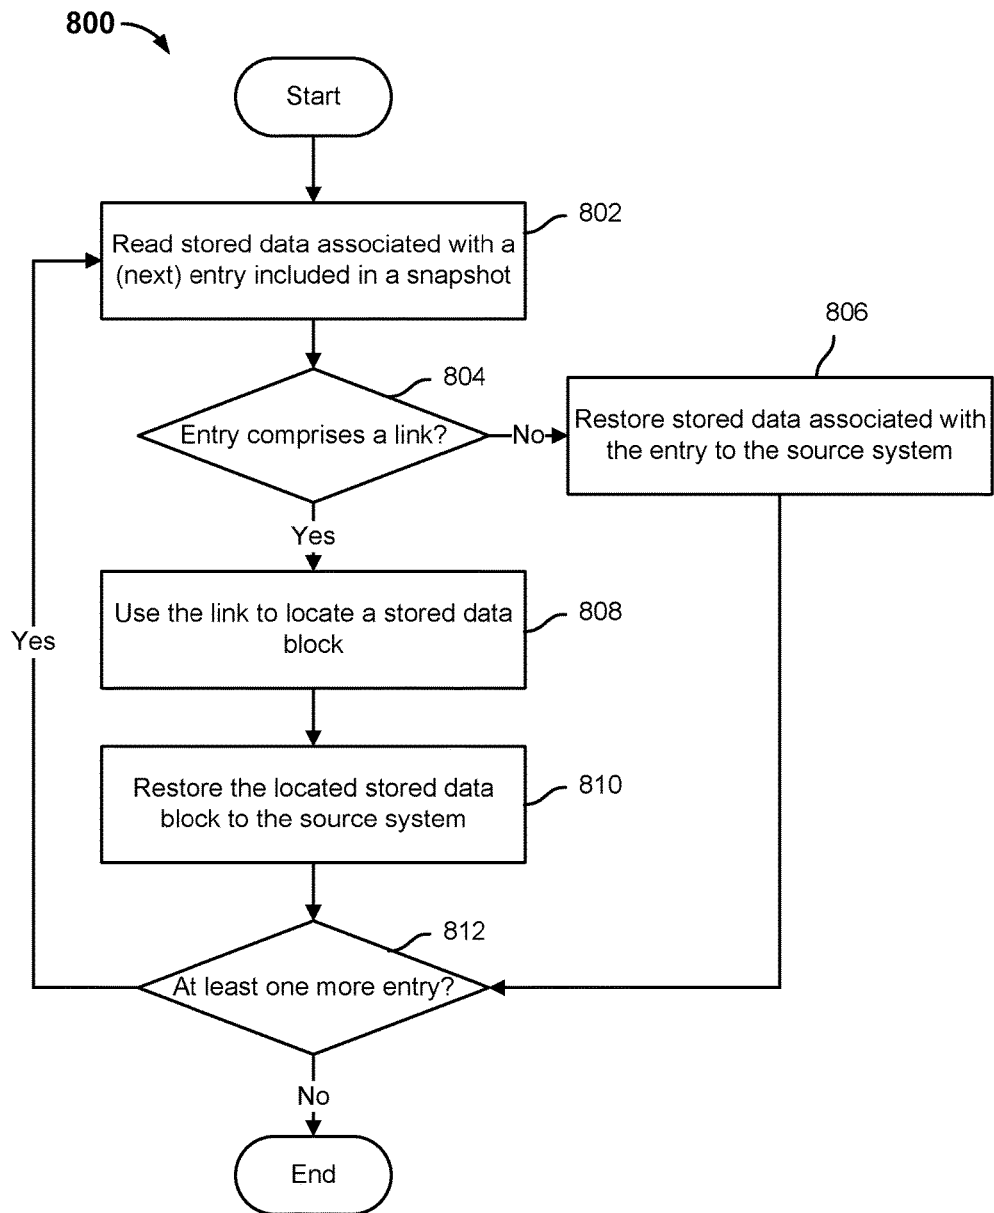 800
Start
802
Read stored data associated with a
(next) entry included in a snapshot
806
804
Entry comprises a link?
No
Restore stored data associated with
the entry to the source system
Yes
Use the link to locate a stored data
block
808
Yes
Restore the located stored data
block to the source system
810
812
At least one more entry?
No
End